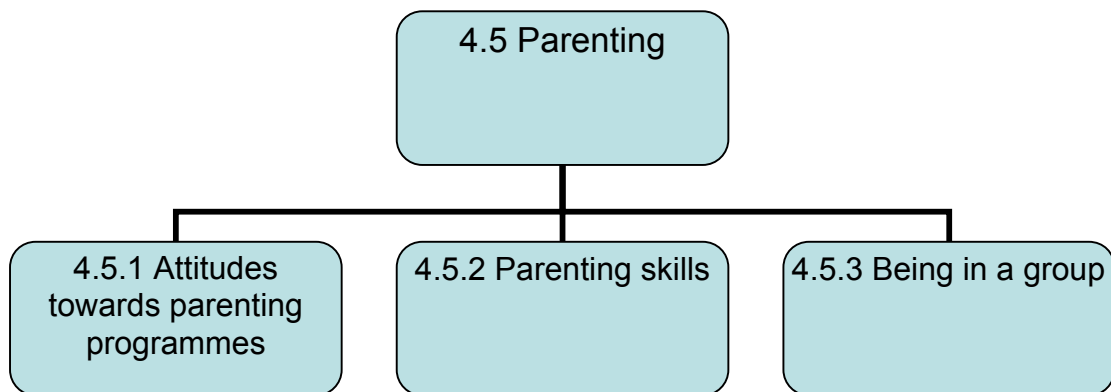 4.5 Parenting
4.5.1 Attitudes
towards parenting
programmes
4.5.2 Parenting skills
4.5.3 Being in a group